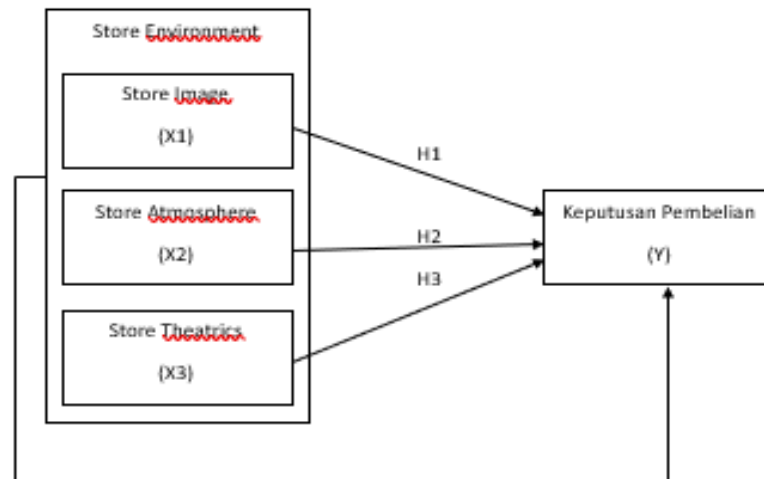 Store Environment
Store Image
(X1)
H1
Store Atmosphere
(X2)
H2
Keputusan Pembelian
(Y)
H3
Store Theatrics
(X3)